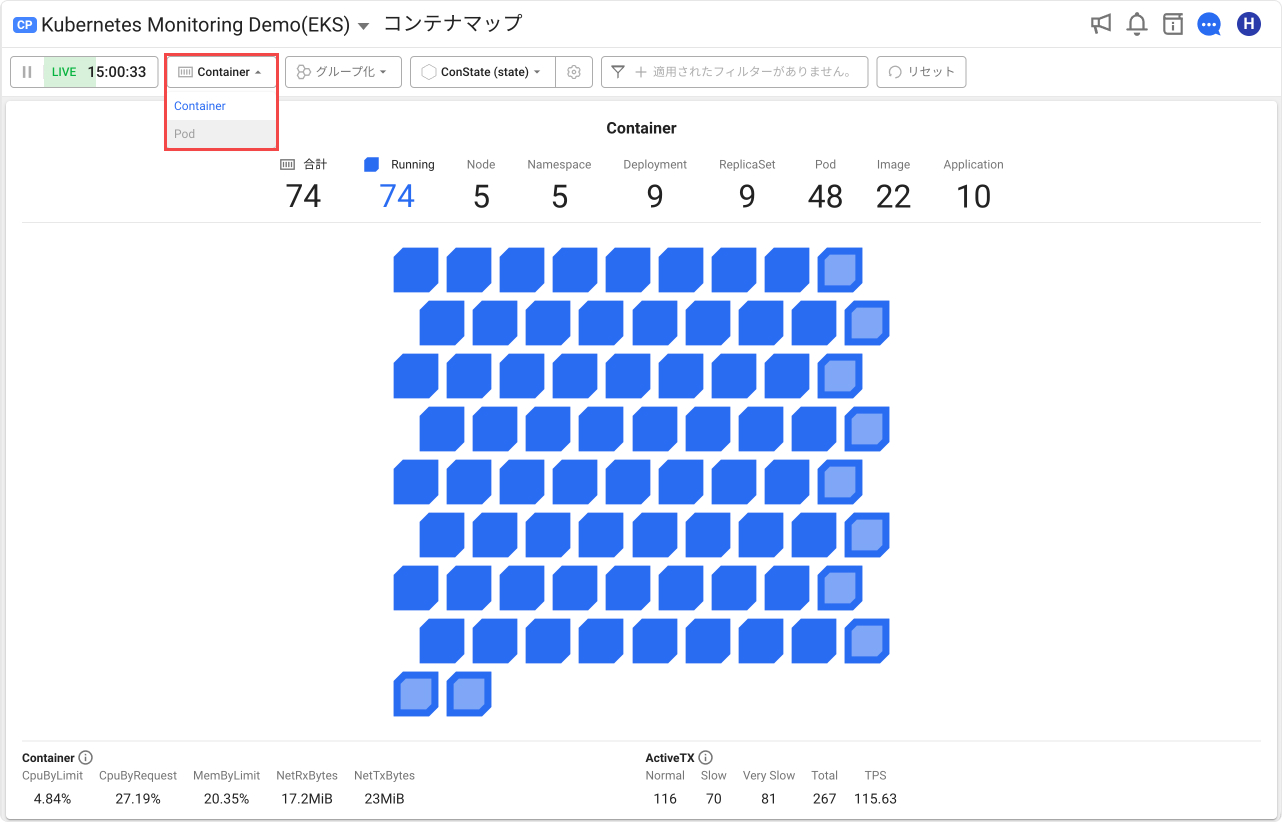 CP Kubernetes Monitoring Demo(EKS) コンテナマップ H
LIVE 15:00:33 Container グループ化 ConState (state) 適用されたフィルターがありません。 リセット
Container
Pod
Container
合計 Running Node Namespace Deployment ReplicaSet Pod Image Application
74 74 5 5 9 9 48 22 10
Container
CpuByLimit CpuByRequest MemByLimit NetRxBytes NetTxBytes
4.84% 27.19% 20.35% 17.2MiB 23MiB
ActiveTX
Normal Slow Very Slow Total TPS
116 70 81 267 115.63